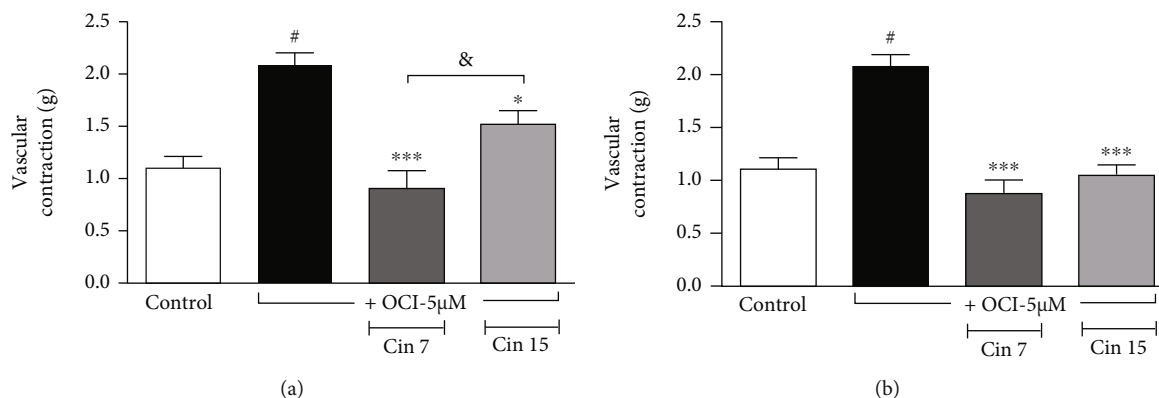 Vascular
contraction (g)
2.5
2.0
1.5
1.0
0.5
0.0
#
***
*
&
Control
+ OCI-5μM
Cin 7
Cin 15
(a)
Vascular
contraction (g)
2.5
2.0
1.5
1.0
0.5
0.0
#
***
***
Control
+ OCI-5μM
Cin 7
Cin 15
(b)